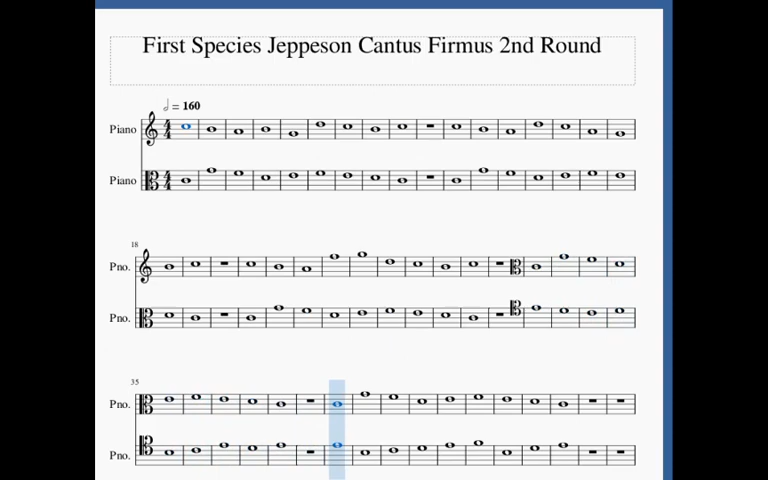 First Species Jeppeson Cantus Firmus 2nd Round
= 160
Piano
Piano
18
Pno.
Pno.
35
Pno.
Pno.